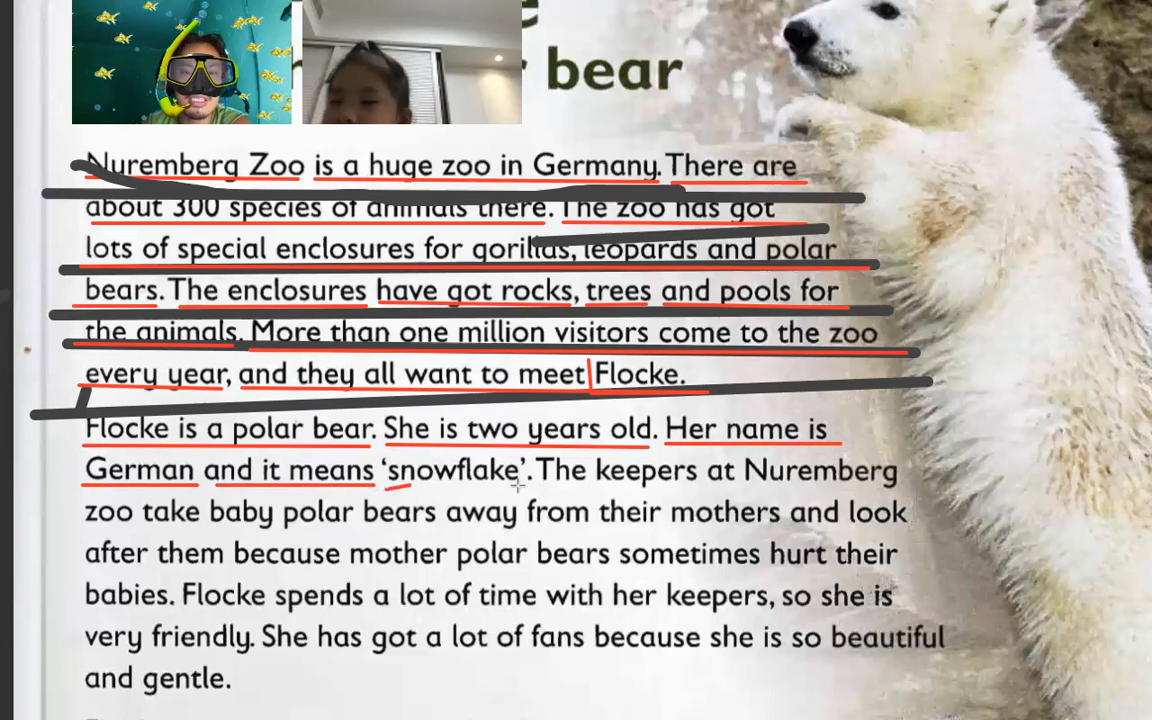 bear
Nuremberg Zoo is a huge zoo in Germany. There are
about 300 species of animals there. The zoo has got
lots of special enclosures for gorillas, leopards and polar
bears. The enclosures have got rocks, trees and pools for
the animals. More than one million visitors come to the zoo
every year, and they all want to meet Flocke.
Flocke is a polar bear. She is two years old. Her name is
German and it means ‘snowflake’. The keepers at Nuremberg
zoo take baby polar bears away from their mothers and look
after them because mother polar bears sometimes hurt their
babies. Flocke spends a lot of time with her keepers, so she is
very friendly. She has got a lot of fans because she is so beautiful
and gentle.